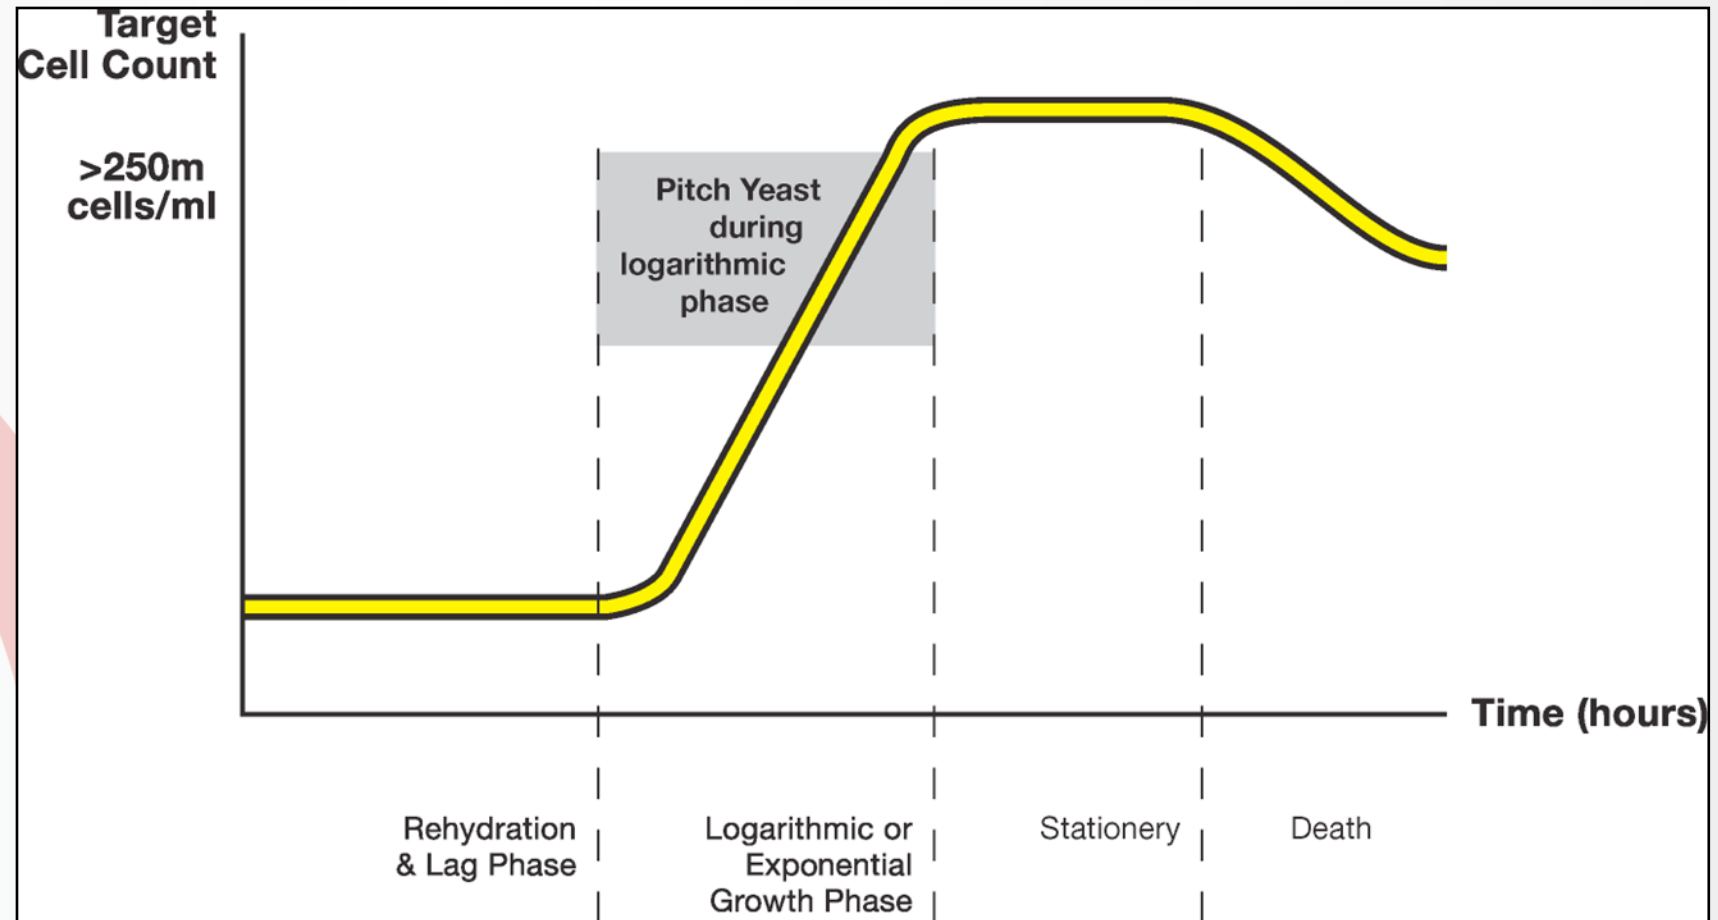 Target
Cell Count
>250m
cells/ml
Pitch Yeast
during
logarithmic
phase
Time (hours)
Rehydration
& Lag Phase
Logarithmic or
Exponential
Growth Phase
Stationery
Death